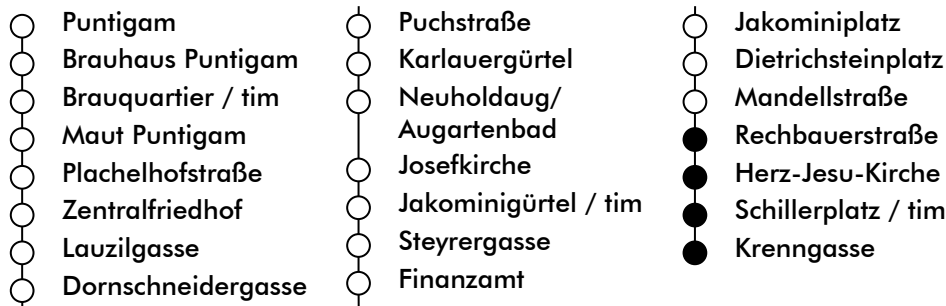 Puntigam
Brauhaus Puntigam
Brauquartier / tim
Maut Puntigam
Plachelhofstraße
Zentralfriedhof
Lauzilgasse
Dornschneidergasse
Puchstraße
Karlauergürtel
Neuholdaug/
Augartenbad
Josefkirche
Jakominigürtel / tim
Steyrergasse
Finanzamt
Jakominiplatz
Dietrichsteinplatz
Mandellstraße
Rechbauerstraße
Herz-Jesu-Kirche
Schillerplatz / tim
Krenngasse